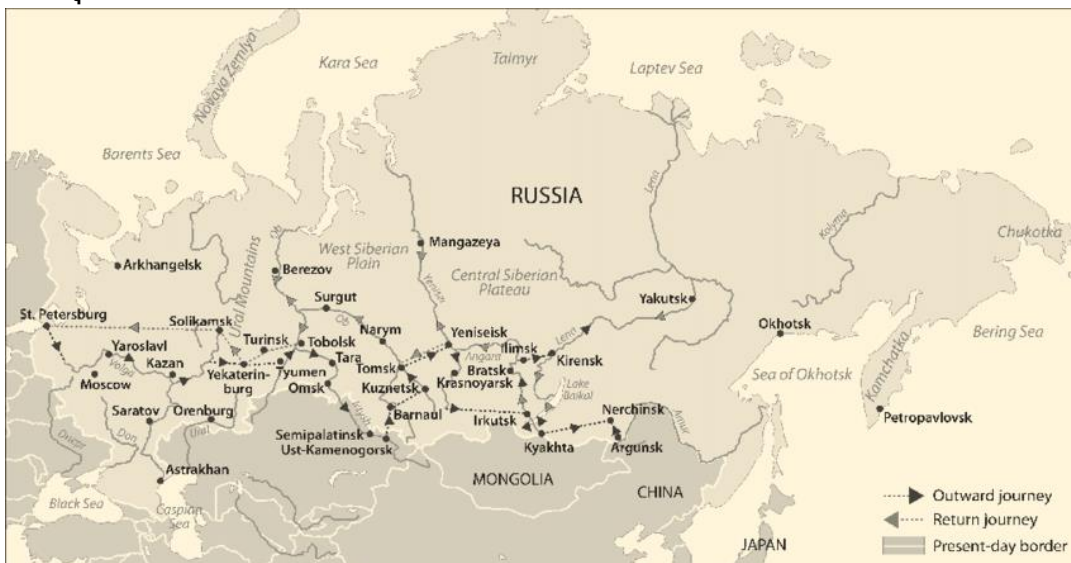 Kara Sea
Taimyr
Laptev Sea
Novaya Zemlya
Barents Sea
RUSSIA
Lena
Kolyma
Chukotka
Mangazeya
West Siberian
Plain
Central Siberian
Plateau
Yenisei
Ob
Ural Mountains
Arkhangelsk
Berezov
Surgut
Ob
Yakutsk
Okhotsk
Bering Sea
St. Petersburg
Solikamsk
Narym
Yeniseisk
Lena
Yaroslavl
Turinsk
Tobolsk
Angara
Ilimsk
Kirensk
Kamchatka
Volga
Kazan
Tara
Tomsk
Bratsk
Sea of Okhotsk
Moscow
Yekaterin-
burg
Tyumen
Omsk
Kuznetsk
Krasnoyarsk
Lake
Baikal
Petropavlovsk
Saratov
Orenburg
Irtysh
Barnaul
Irkutsk
Nerchinsk
Amur
Don
Ural
Semipalatinsk
Ust-Kamenogorsk
Kyakhta
Argunsk
Astrakhan
MONGOLIA
CHINA
Black Sea
Caspian
Sea
JAPAN
Outward journey
Return journey
Present-day border